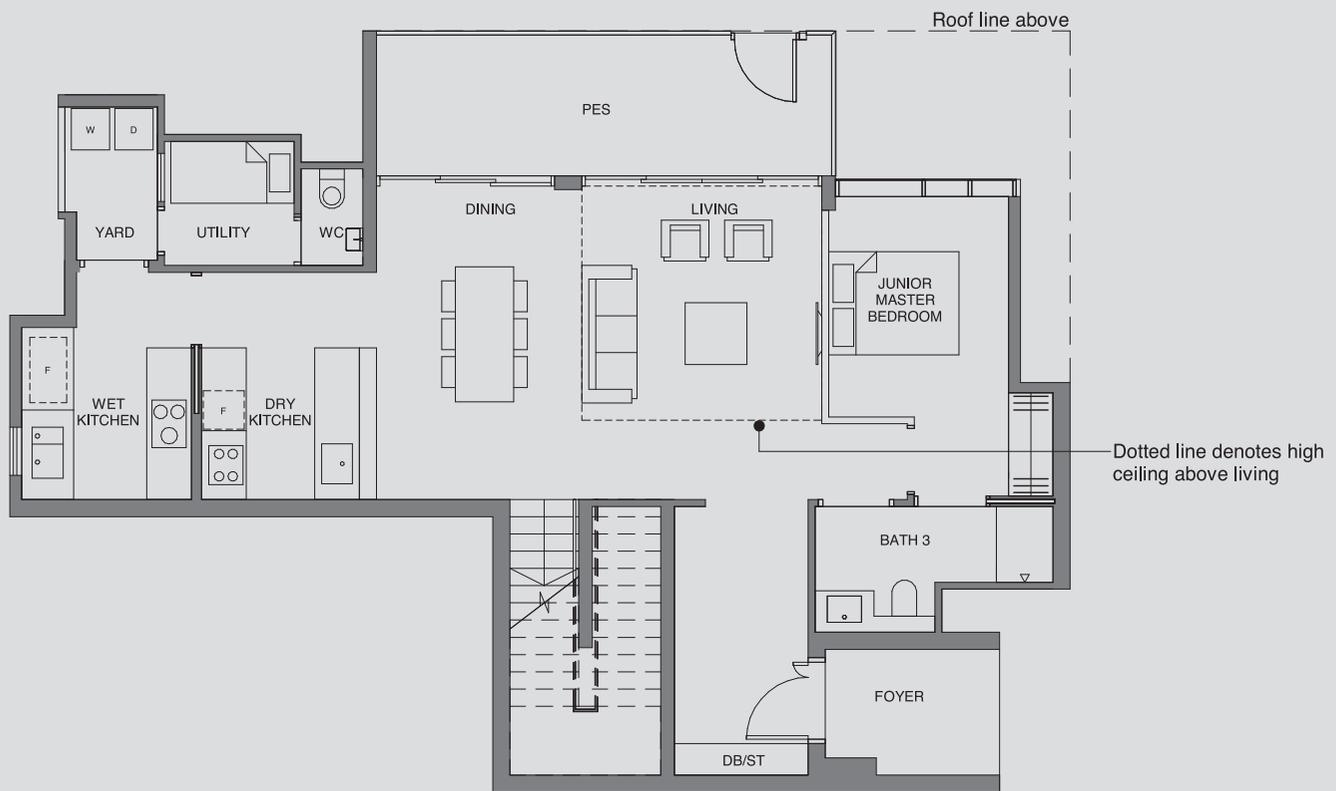 Roof line above
PES
W
D
DINING
LIVING
YARD
UTILITY
WC
JUNIOR
MASTER
BEDROOM
F
WET
KITCHEN
F
DRY
KITCHEN
Dotted line denotes high
ceiling above living
BATH 3
FOYER
DB/ST